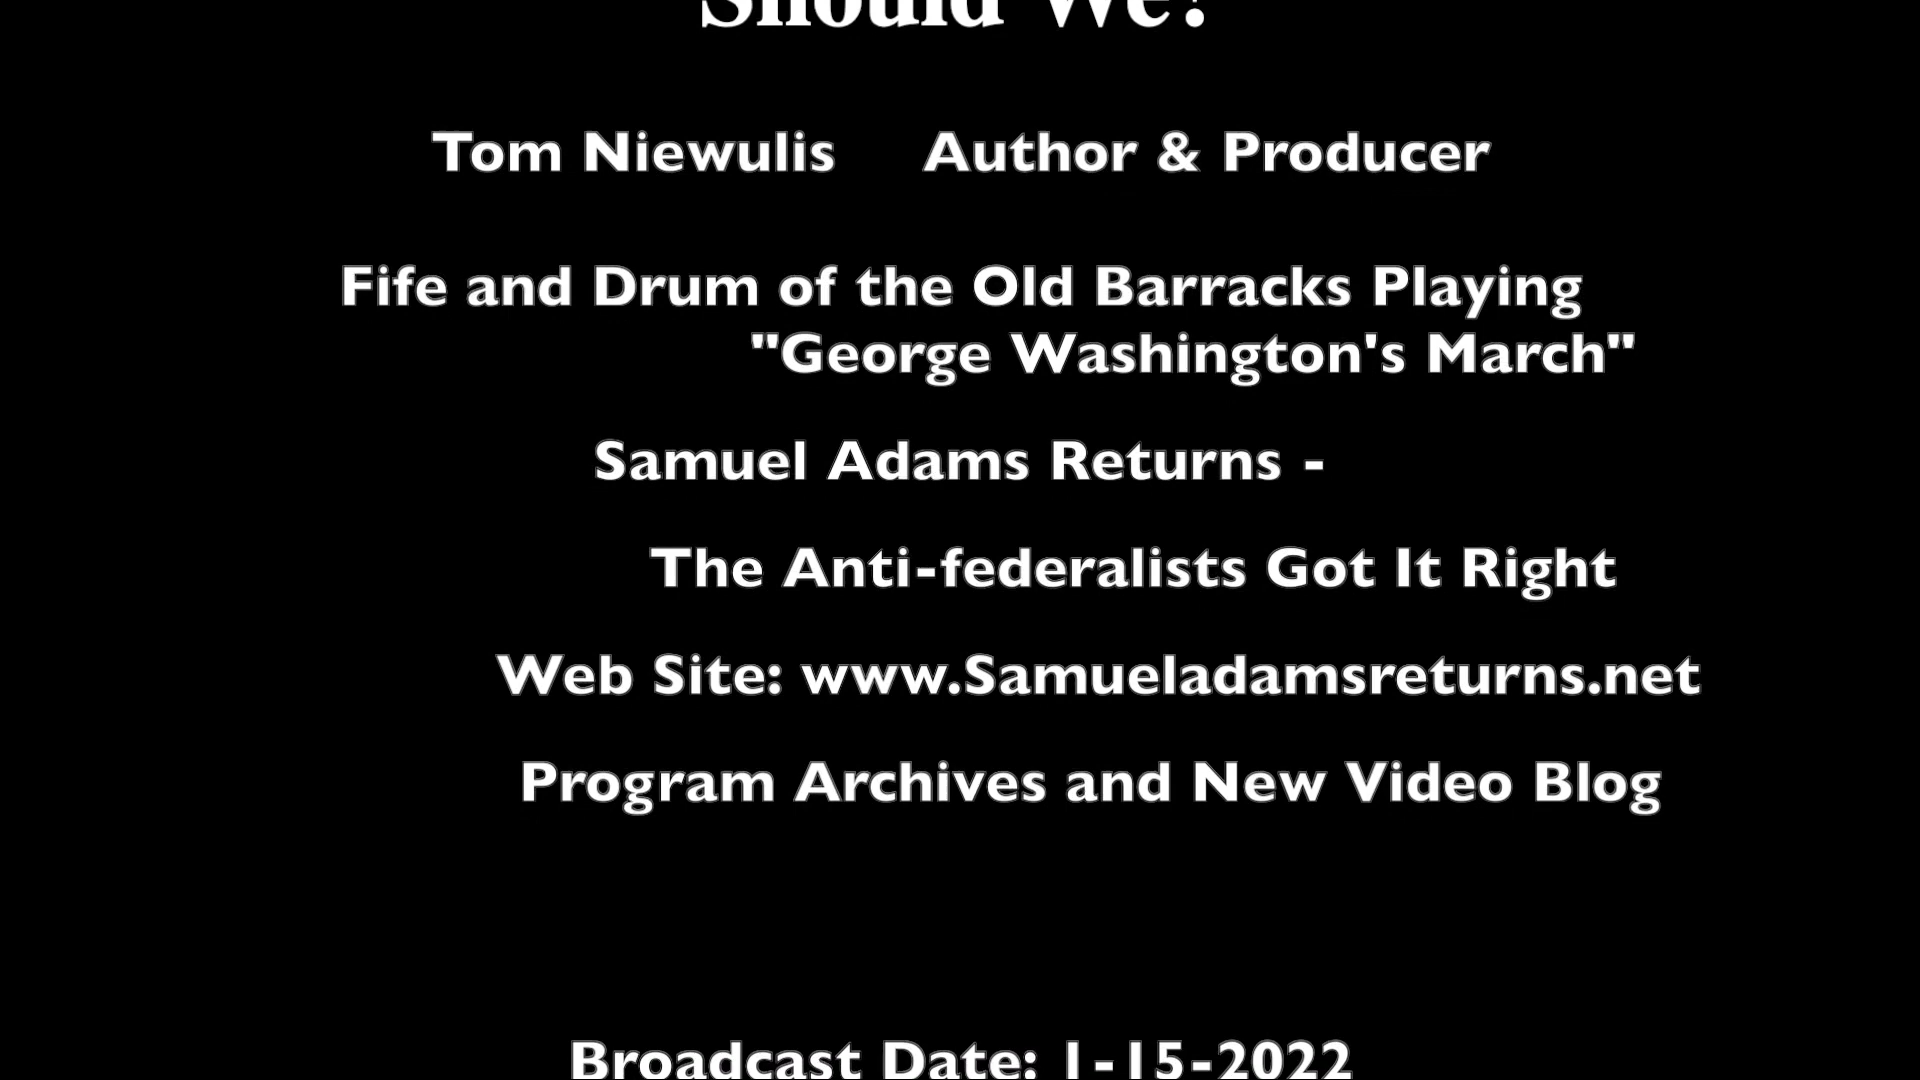 Should We?
Tom Niewulis Author & Producer
Fife and Drum of the Old Barracks Playing
"George Washington's March"
Samuel Adams Returns -
The Anti-federalists Got It Right
Web Site: www.Samueladamsreturns.net
Program Archives and New Video Blog
Broadcast Date: 1-15-2022